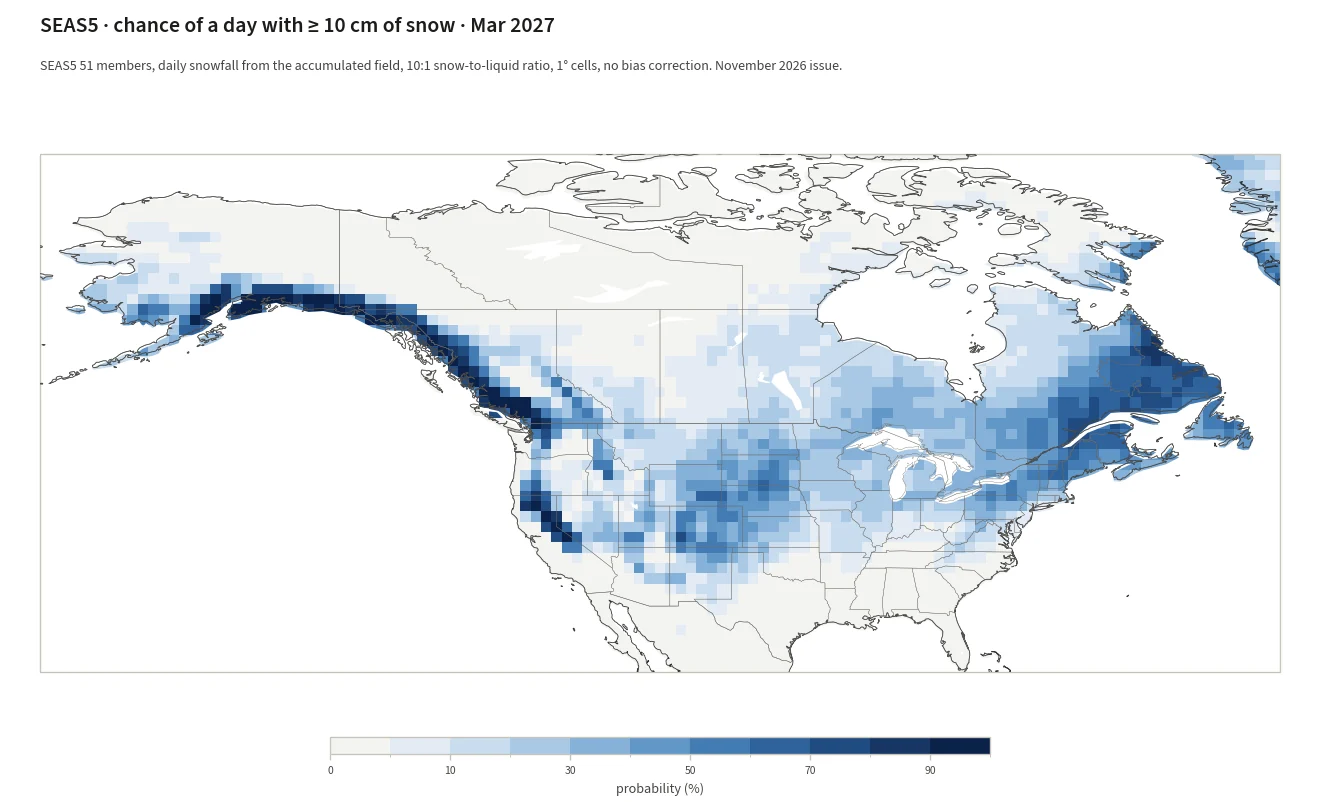 SEAS5 · chance of a day with ≥ 10 cm of snow · Mar 2027
SEAS5 51 members, daily snowfall from the accumulated field, 10:1 snow-to-liquid ratio, 1° cells, no bias correction. November 2026 issue.
0 10 30 50 70 90
probability (%)